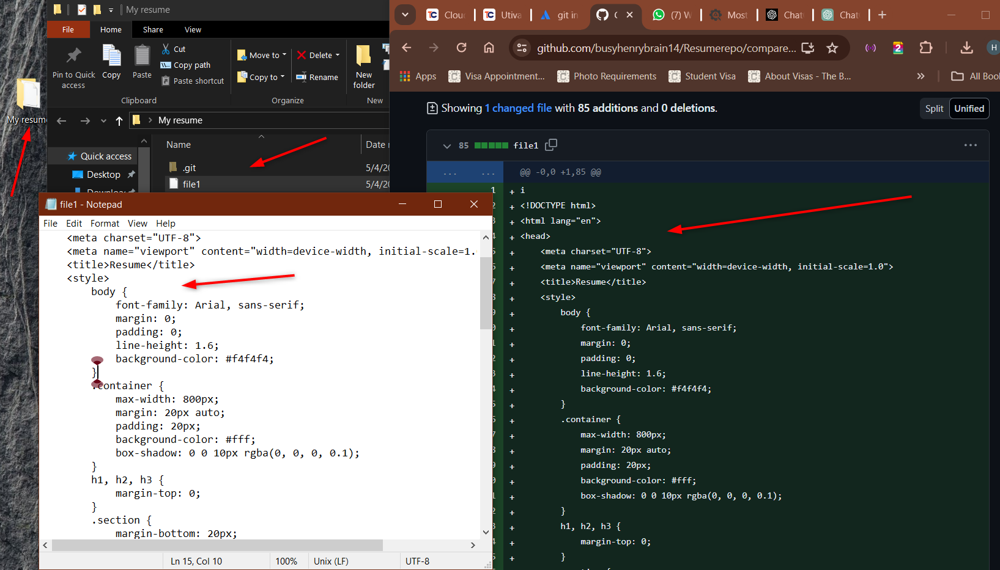 My resume
File
Home
Share
View
Pin to Quick access
Copy
Paste
Cut
Copy path
Paste shortcut
Clipboard
Move to
Copy to
Delete
Rename
Organize
New folder
New
My resume
My resum
Name
Date
Quick access
Desktop
.git
5/4/20
file1
5/4/20
file1 - Notepad
File Edit Format View Help
<meta charset="UTF-8">
<meta name="viewport" content="width=device-width, initial-scale=1.
<title>Resume</title>
<style>
body {
font-family: Arial, sans-serif;
margin: 0;
padding: 0;
line-height: 1.6;
background-color: #f4f4f4;
}
.container {
max-width: 800px;
margin: 20px auto;
padding: 20px;
background-color: #fff;
box-shadow: 0 0 10px rgba(0, 0, 0, 0.1);
}
h1, h2, h3 {
margin-top: 0;
}
.section {
margin-bottom: 20px;
Ln 15, Col 10
100%
Unix (LF)
UTF-8
TC Clou
TC Utiva
git in
(7) W
Most
Chat
Chat
github.com/busyhenrybrain14/Resumerepo/compare...
2
H
Apps
Visa Appointment...
Photo Requirements
Student Visa
About Visas - The B...
All Boo
Showing 1 changed file with 85 additions and 0 deletions.
Split
Unified
85
file1
@@ -0,0 +1,85 @@
1 + i
+ <!DOCTYPE html>
+ <html lang="en">
+ <head>
+ <meta charset="UTF-8">
+ <meta name="viewport" content="width=device-width, initial-scale=1.0">
+ <title>Resume</title>
+ <style>
+ body {
+ font-family: Arial, sans-serif;
+ margin: 0;
+ padding: 0;
+ line-height: 1.6;
+ background-color: #f4f4f4;
+ }
+ .container {
+ max-width: 800px;
+ margin: 20px auto;
+ padding: 20px;
+ background-color: #fff;
+ box-shadow: 0 0 10px rgba(0, 0, 0, 0.1);
+ }
+ h1, h2, h3 {
+ margin-top: 0;
+ }